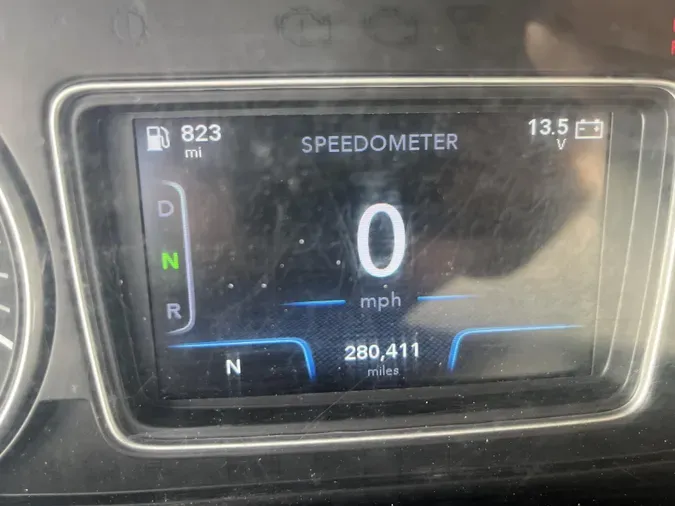 823
mi
SPEEDOMETER
13.5
V
D
N
R
0
mph
N
280,411
miles